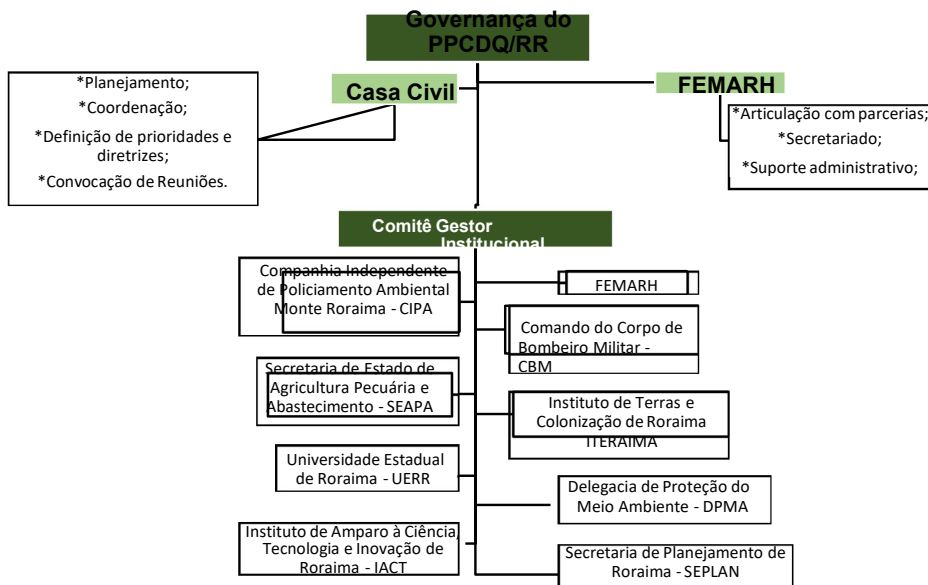 Governança do
PPCDQ/RR
Casa Civil
*Planejamento;
*Coordenação;
*Definição de prioridades e
diretrizes;
*Convocação de Reuniões.
FEMARH
*Articulação com parcerias;
*Secretariado;
*Suporte administrativo;
Comitê Gestor
Institucional
Companhia Independente
de Policiamento Ambiental
Monte Roraima - CIPA
FEMARH
Comando do Corpo de
Bombeiro Militar -
CBM
Secretaria de Estado de
Agricultura Pecuária e
Abastecimento - SEAPA
Instituto de Terras e
Colonização de Roraima
ITERAIMA
Universidade Estadual
de Roraima - UERR
Delegacia de Proteção do
Meio Ambiente - DPMA
Instituto de Amparo à Ciência,
Tecnologia e Inovação de
Roraima - IACT
Secretaria de Planejamento de
Roraima - SEPLAN